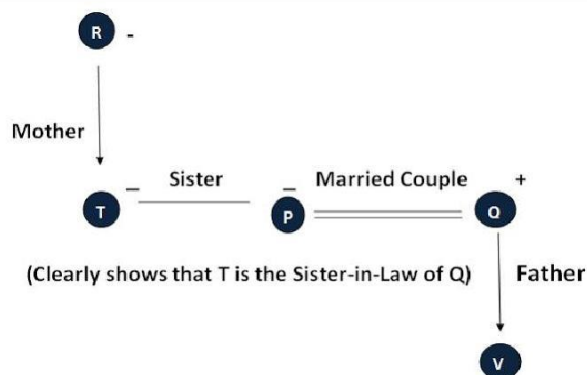 R -
Mother
T – Sister – P Married Couple Q +
(Clearly shows that T is the Sister-in-Law of Q)
Father
V